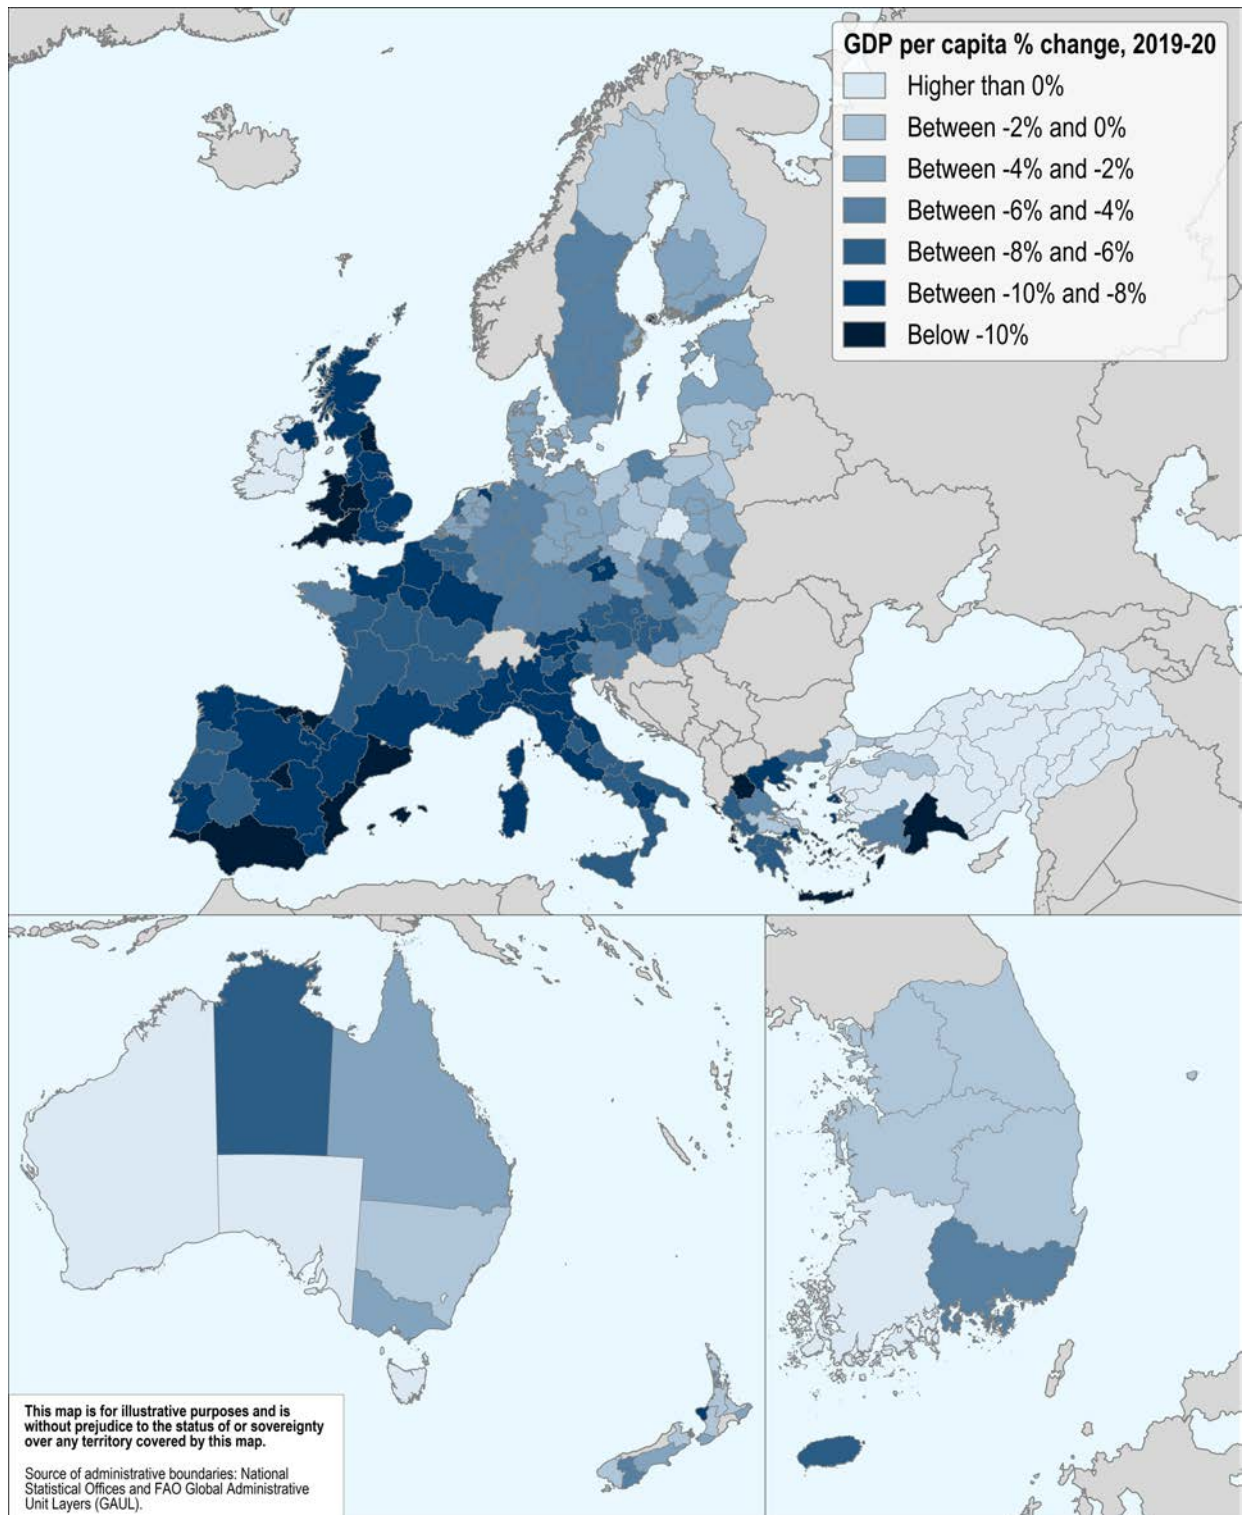 GDP per capita % change, 2019-20
Higher than 0%
Between -2% and 0%
Between -4% and -2%
Between -6% and -4%
Between -8% and -6%
Between -10% and -8%
Below -10%
This map is for illustrative purposes and is
without prejudice to the status of or sovereignty
over any territory covered by this map.
Source of administrative boundaries: National
Statistical Offices and FAO Global Administrative
Unit Layers (GAUL).